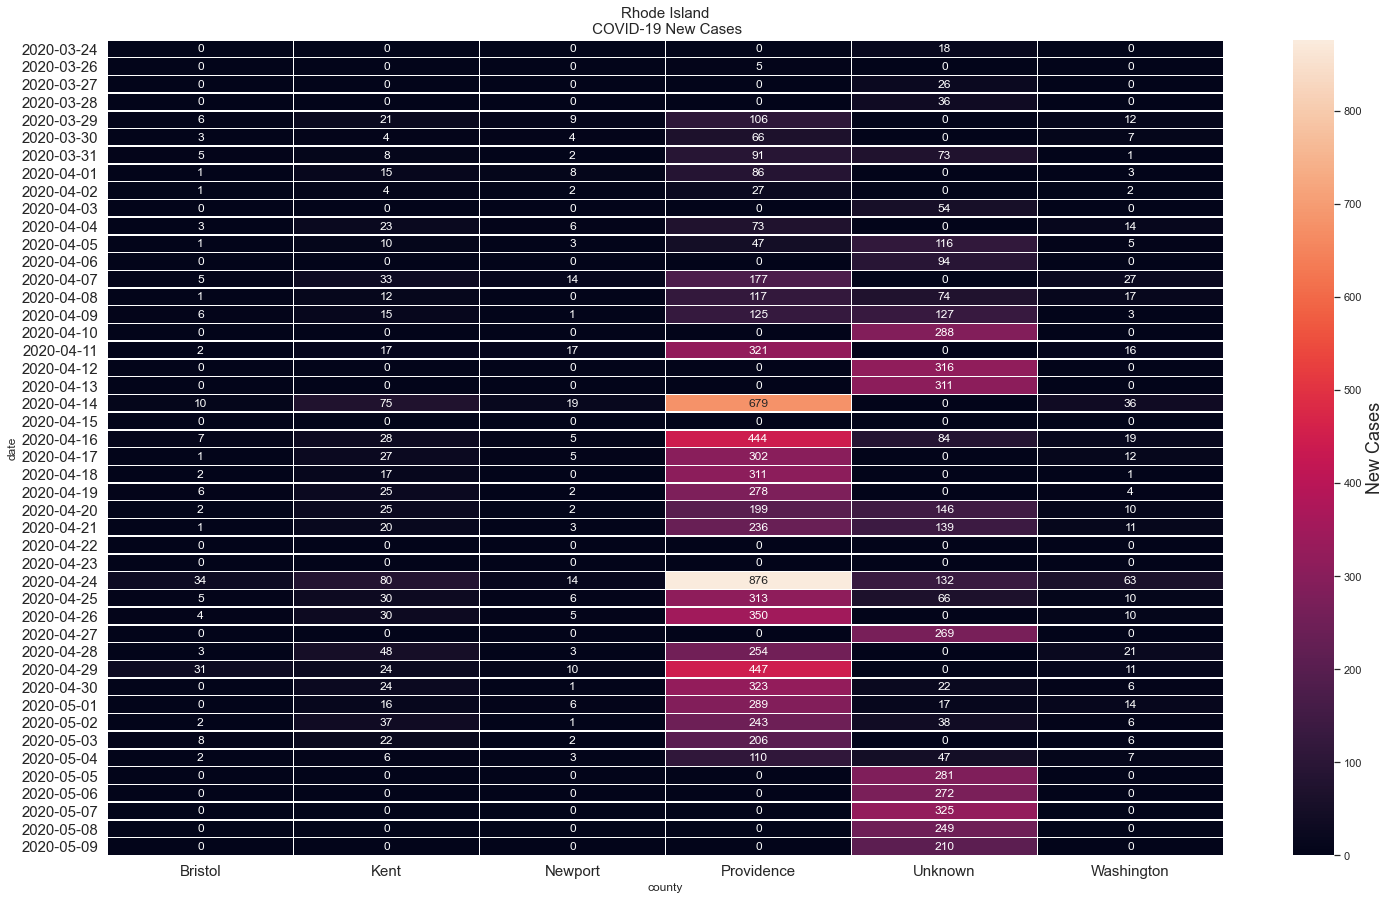 Rhode Island
COVID-19 New Cases
2020-03-24 0 0 0 0 18 0
2020-03-26 0 0 0 5 0 0
2020-03-27 0 0 0 0 26 0
2020-03-28 0 0 0 0 36 0
2020-03-29 6 21 9 106 0 12
2020-03-30 3 4 4 66 0 7
2020-03-31 5 8 2 91 73 1
2020-04-01 1 15 8 86 0 3
2020-04-02 1 4 2 27 0 2
2020-04-03 0 0 0 0 54 0
2020-04-04 3 23 6 73 0 14
2020-04-05 1 10 3 47 116 5
2020-04-06 0 0 0 0 94 0
2020-04-07 5 33 14 177 0 27
2020-04-08 1 12 0 117 74 17
2020-04-09 6 15 1 125 127 3
2020-04-10 0 0 0 0 288 0
2020-04-11 2 17 17 321 0 16
2020-04-12 0 0 0 0 316 0
2020-04-13 0 0 0 0 311 0
2020-04-14 10 75 19 679 0 36
2020-04-15 0 0 0 0 0 0
2020-04-16 7 28 5 444 84 19
2020-04-17 1 27 5 302 0 12
2020-04-18 2 17 0 311 0 1
2020-04-19 6 25 2 278 0 4
2020-04-20 2 25 2 199 146 10
2020-04-21 1 20 3 236 139 11
2020-04-22 0 0 0 0 0 0
2020-04-23 0 0 0 0 0 0
2020-04-24 34 80 14 876 132 63
2020-04-25 5 30 6 313 66 10
2020-04-26 4 30 5 350 0 10
2020-04-27 0 0 0 0 269 0
2020-04-28 3 48 3 254 0 21
2020-04-29 31 24 10 447 0 11
2020-04-30 0 24 1 323 22 6
2020-05-01 0 16 6 289 17 14
2020-05-02 2 37 1 243 38 6
2020-05-03 8 22 2 206 0 6
2020-05-04 2 6 3 110 47 7
2020-05-05 0 0 0 0 281 0
2020-05-06 0 0 0 0 272 0
2020-05-07 0 0 0 0 325 0
2020-05-08 0 0 0 0 249 0
2020-05-09 0 0 0 0 210 0
Bristol Kent Newport Providence Unknown Washington
county
date
800
700
600
500
400
300
200
100
0
New Cases